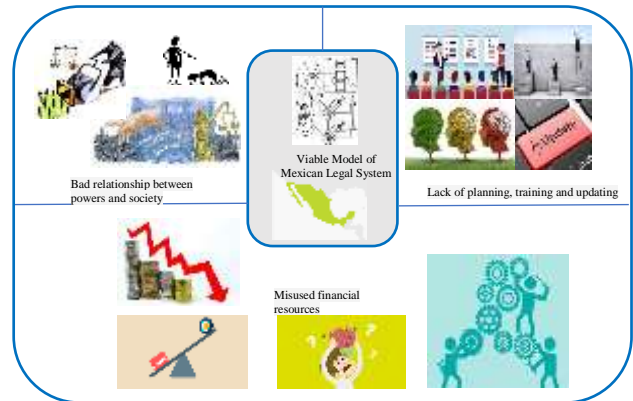 Viable Model of
Mexican Legal System
Bad relationship between
powers and society
Lack of planning, training and updating
Update
Misused financial
resources